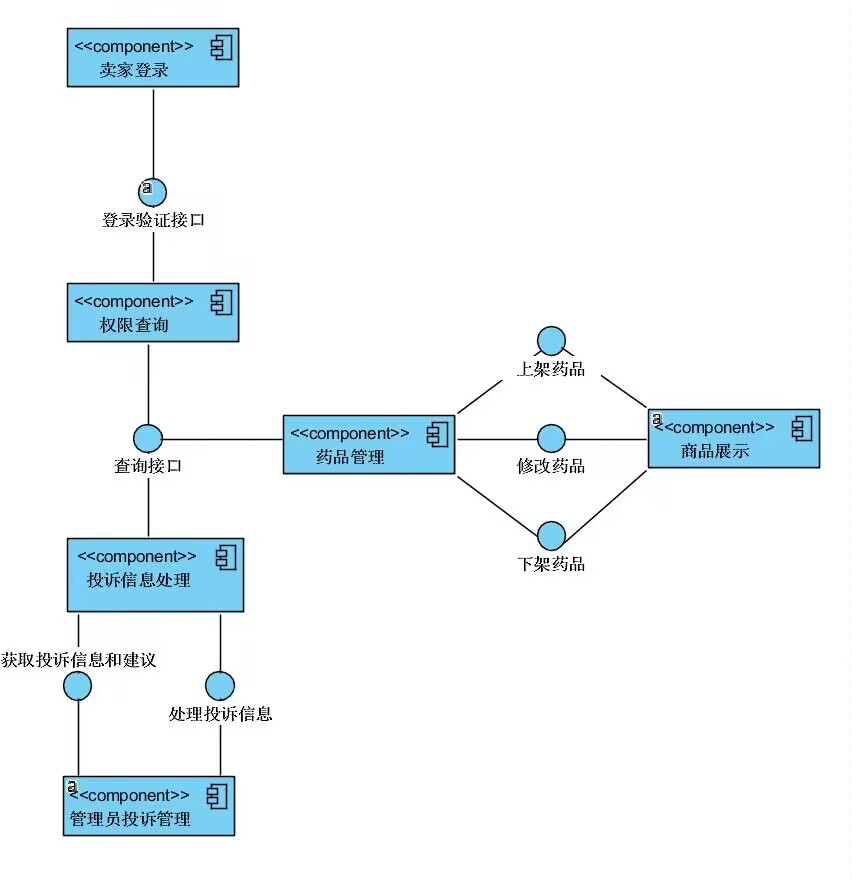 <<component>>
卖家登录
a
登录验证接口
<<component>>
权限查询
上架药品
<<component>>
药品管理
a
<<component>>
商品展示
查询接口
修改药品
<<component>>
投诉信息处理
下架药品
获取投诉信息和建议
处理投诉信息
a
<<component>>
管理员投诉管理